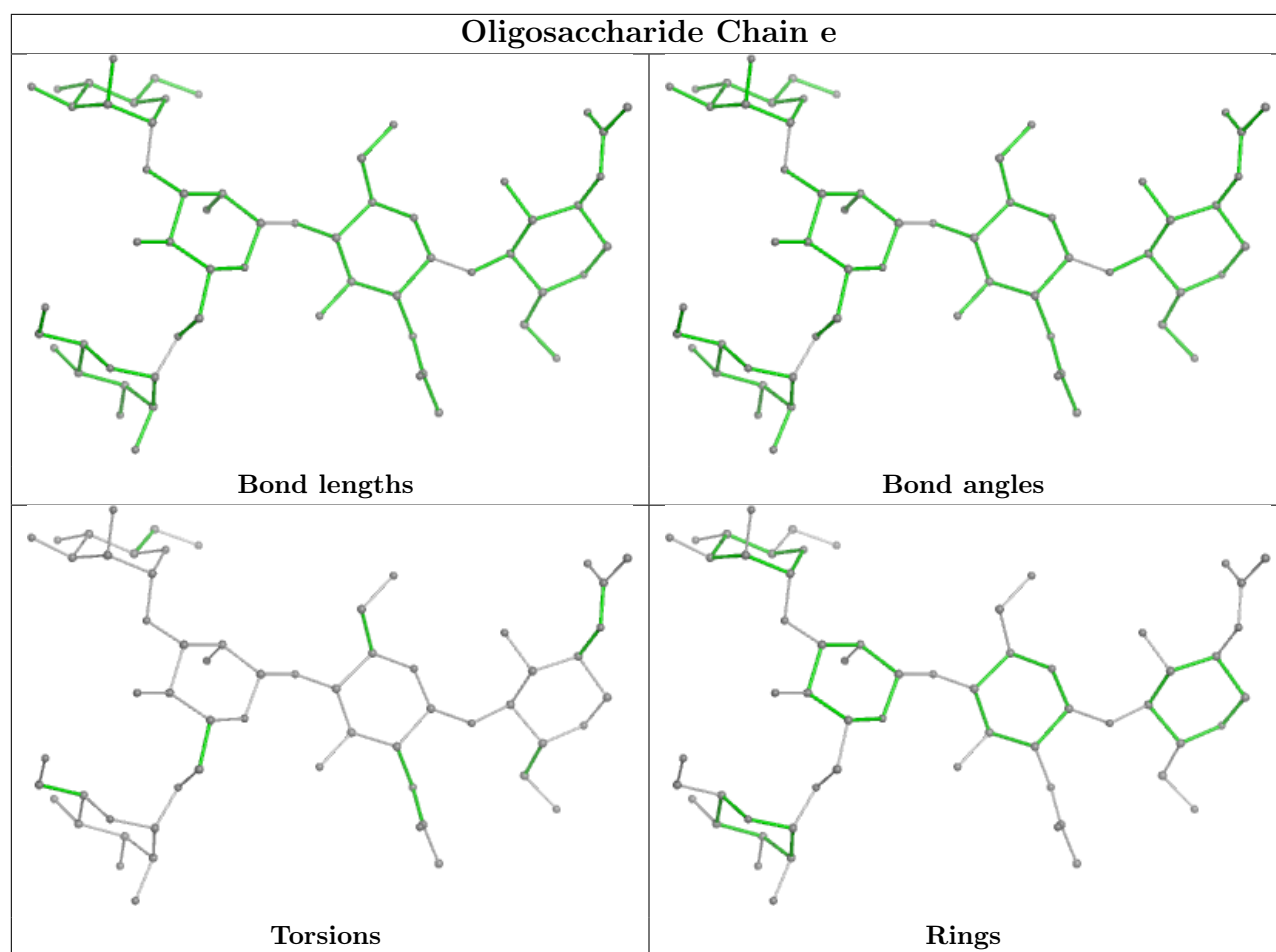 Oligosaccharide Chain e
Bond lengths
Bond angles
Torsions
Rings